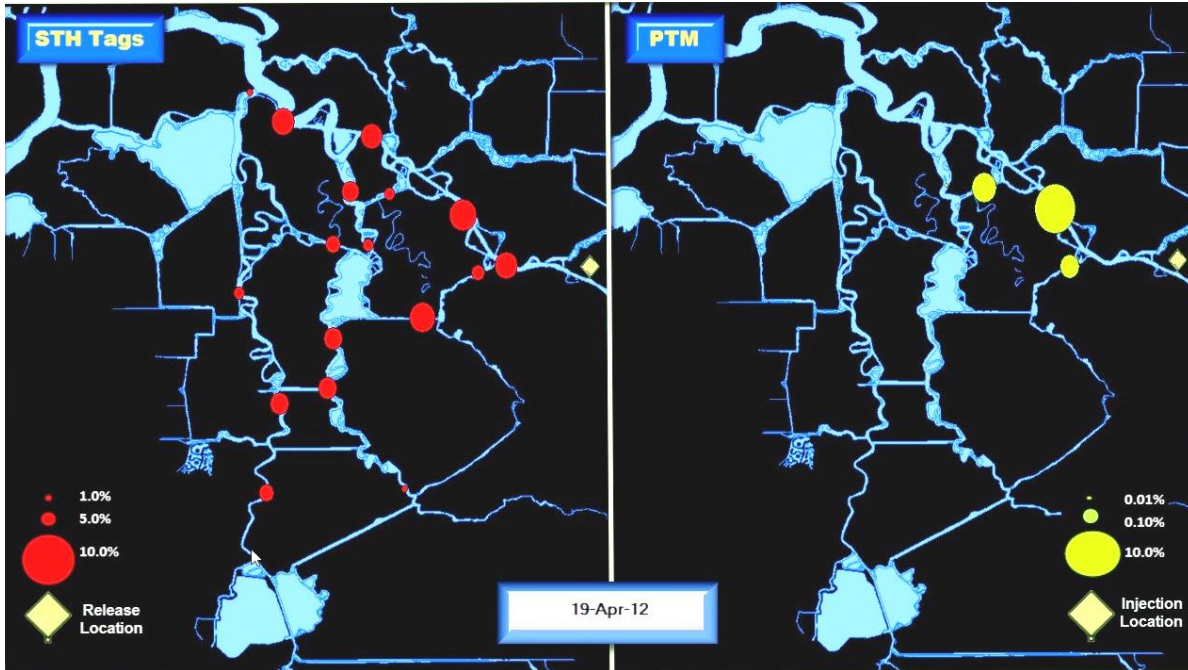 STH Tags
PTM
1.0%
5.0%
10.0%
Release
Location
0.01%
0.10%
10.0%
Injection
Location
19-Apr-12